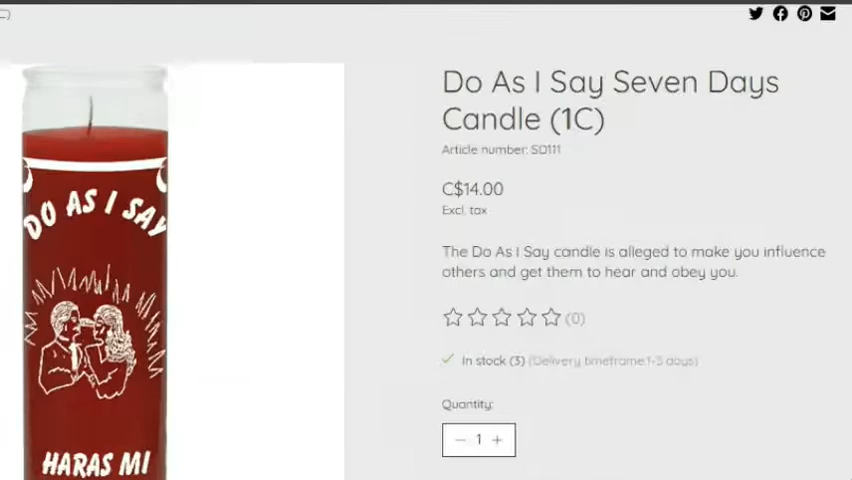 Do As I Say Seven Days
Candle (1C)
Article number: SD111
C$14.00
Excl. tax
The Do As I Say candle is alleged to make you influence
others and get them to hear and obey you.
(0)
In stock (3) (Delivery timeframe:1-3 days)
Quantity:
1
DO AS I SAY
HARAS MI